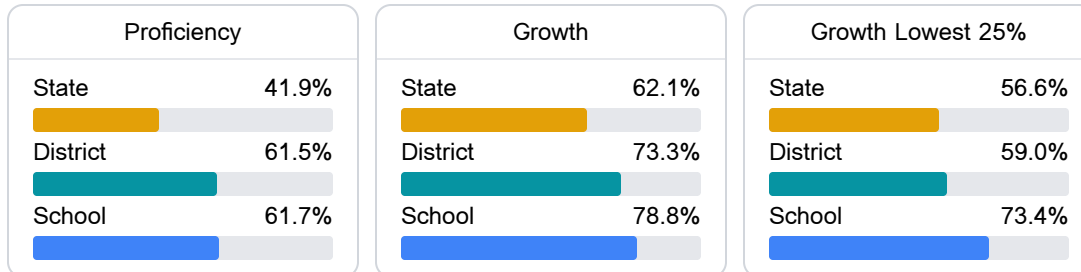 Proficiency
State 41.9%
District 61.5%
School 61.7%
Growth
State 62.1%
District 73.3%
School 78.8%
Growth Lowest 25%
State 56.6%
District 59.0%
School 73.4%